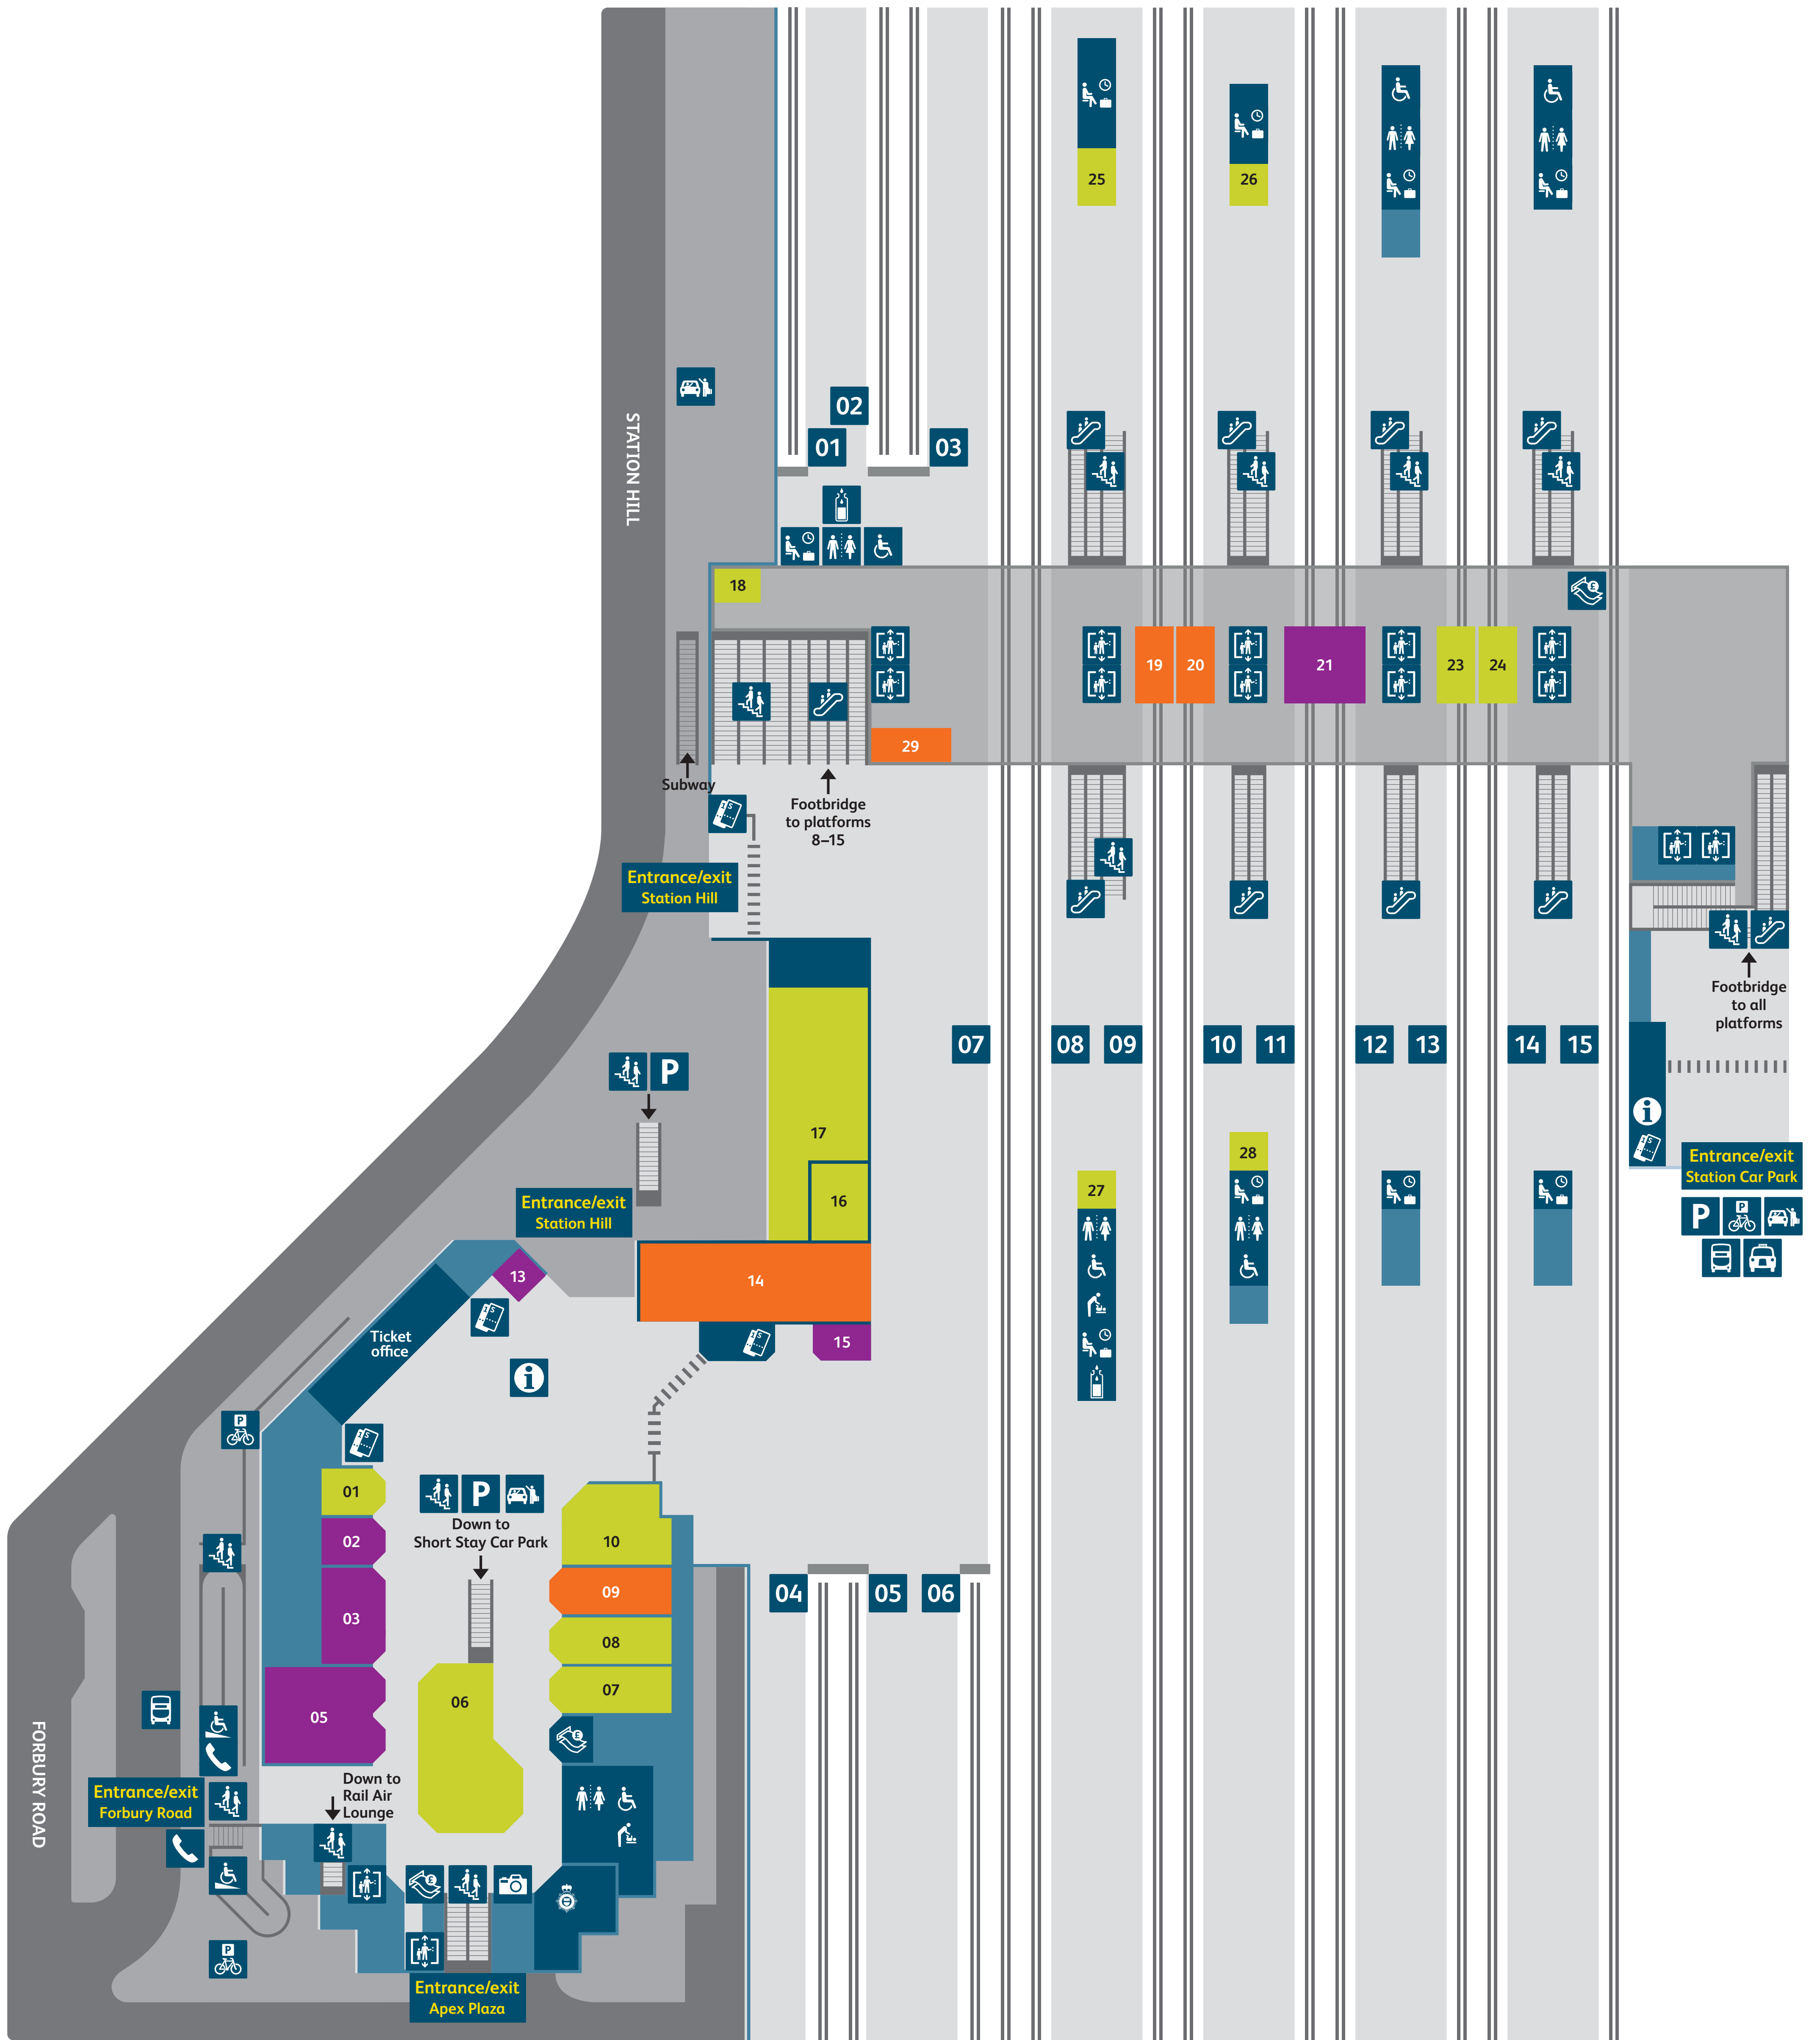 25
26
STATION HILL
02
01
03
18
19
20
21
23
24
29
Subway
Footbridge
to platforms
8–15
Entrance/exit
Station Hill
Footbridge
to all
platforms
07
08
09
10
11
12
13
14
15
P
17
28
27
16
Entrance/exit
Station Hill
Entrance/exit
Station Car Park
P
P
13
14
15
Ticket
office
P
01
02
03
05
P
Down to
Short Stay Car Park
10
09
08
07
06
04
05
06
FORBURY ROAD
Entrance/exit
Forbury Road
Down to
Rail Air
Lounge
P
Entrance/exit
Apex Plaza